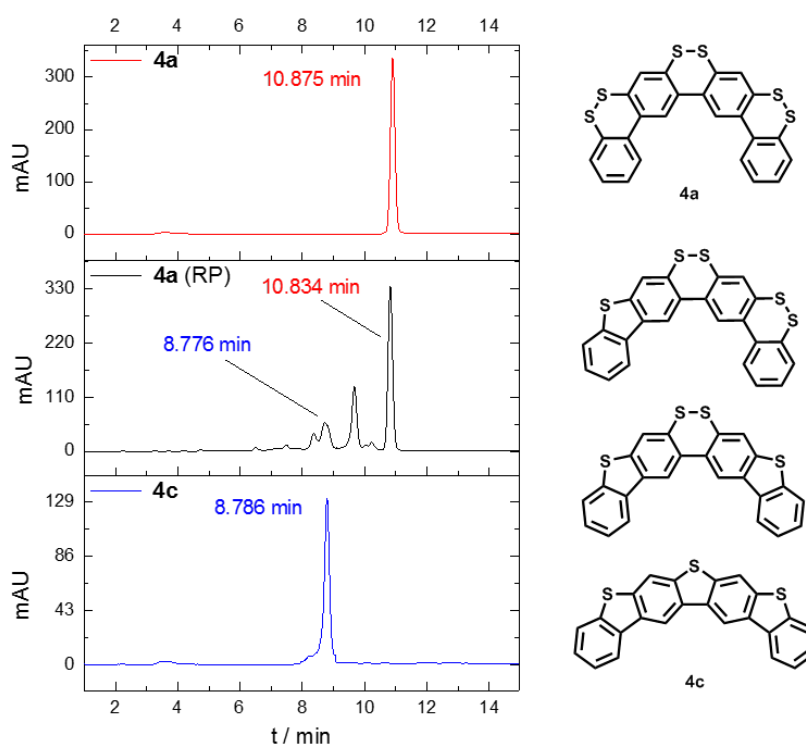 2 4 6 8 10 12 14
4a
10.875 min
300
200
100
0
mAU
4a (RP)
10.834 min
8.776 min
330
220
110
0
mAU
4c
8.786 min
129
86
43
0
mAU
2 4 6 8 10 12 14
t / min
S-S
S
S
S
S
4a
S-S
S
S
S
S-S
S
S
S
S
S
4c